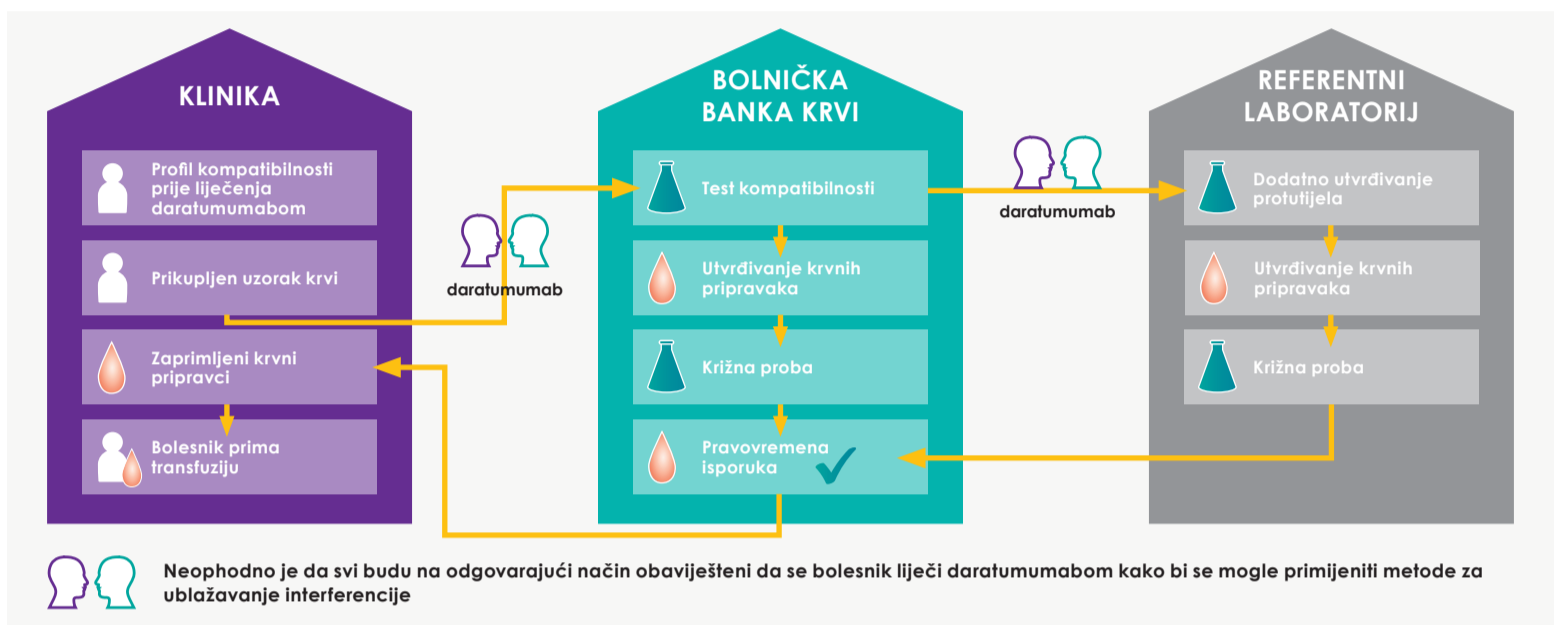 KLINIKA
Profil kompatibilnosti
prije liječenja
daratumumabom
Prikupljen uzorak krvi
Zaprimljeni krvni
pripravci
Bolesnik prima
transfuziju
daratumumab
BOLNIČKA
BANKA KRVI
Test kompatibilnosti
Utvrđivanje krvnih
pripravaka
Križna proba
Pravovremena
isporuka
daratumumab
REFERENTNI
LABORATORIJ
Dodatno utvrđivanje
protutijela
Utvrđivanje krvnih
pripravaka
Križna proba
Neophodno je da svi budu na odgovarajući način obaviješteni da se bolesnik liječi daratumumabom kako bi se mogle primijeniti metode za
ublažavanje interferencije